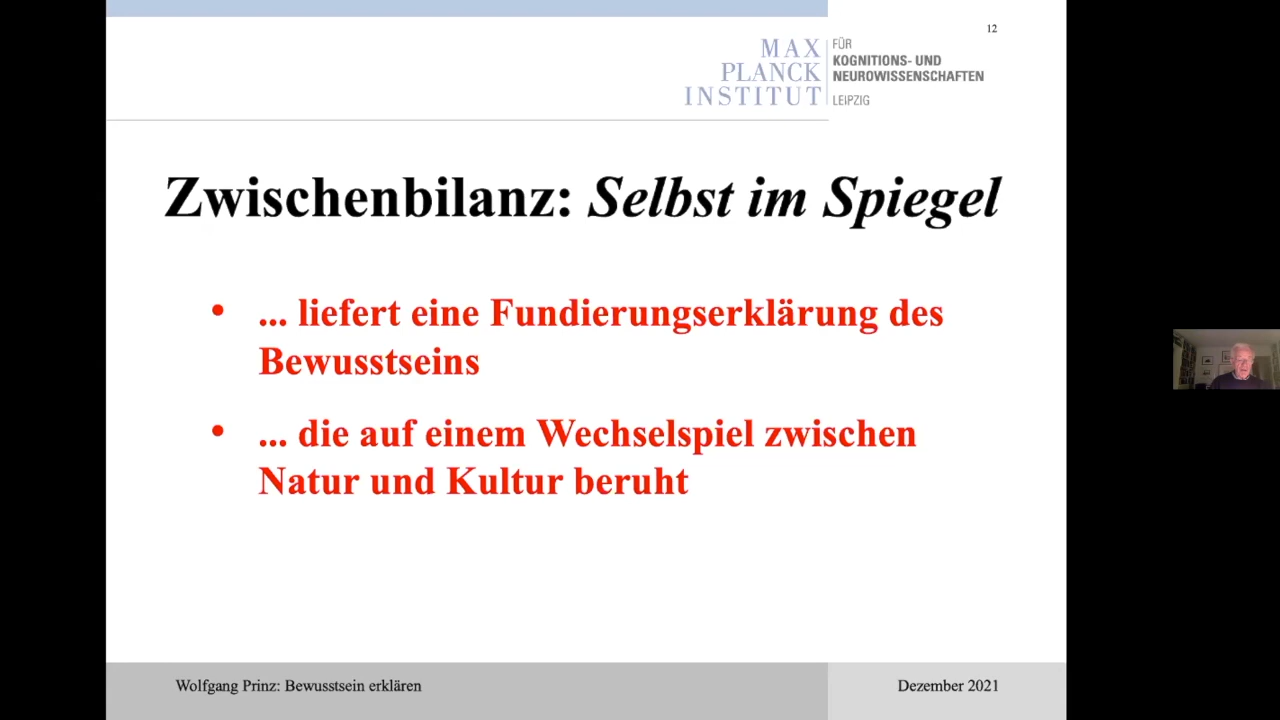 12
MAX
PLANCK
INSTITUT
FÜR
KOGNITIONS- UND
NEUROWISSENSCHAFTEN
LEIPZIG
Zwischenbilanz: Selbst im Spiegel
• ... liefert eine Fundierungserklärung des
Bewusstseins
• ... die auf einem Wechselspiel zwischen
Natur und Kultur beruht
Wolfgang Prinz: Bewusstsein erklären
Dezember 2021